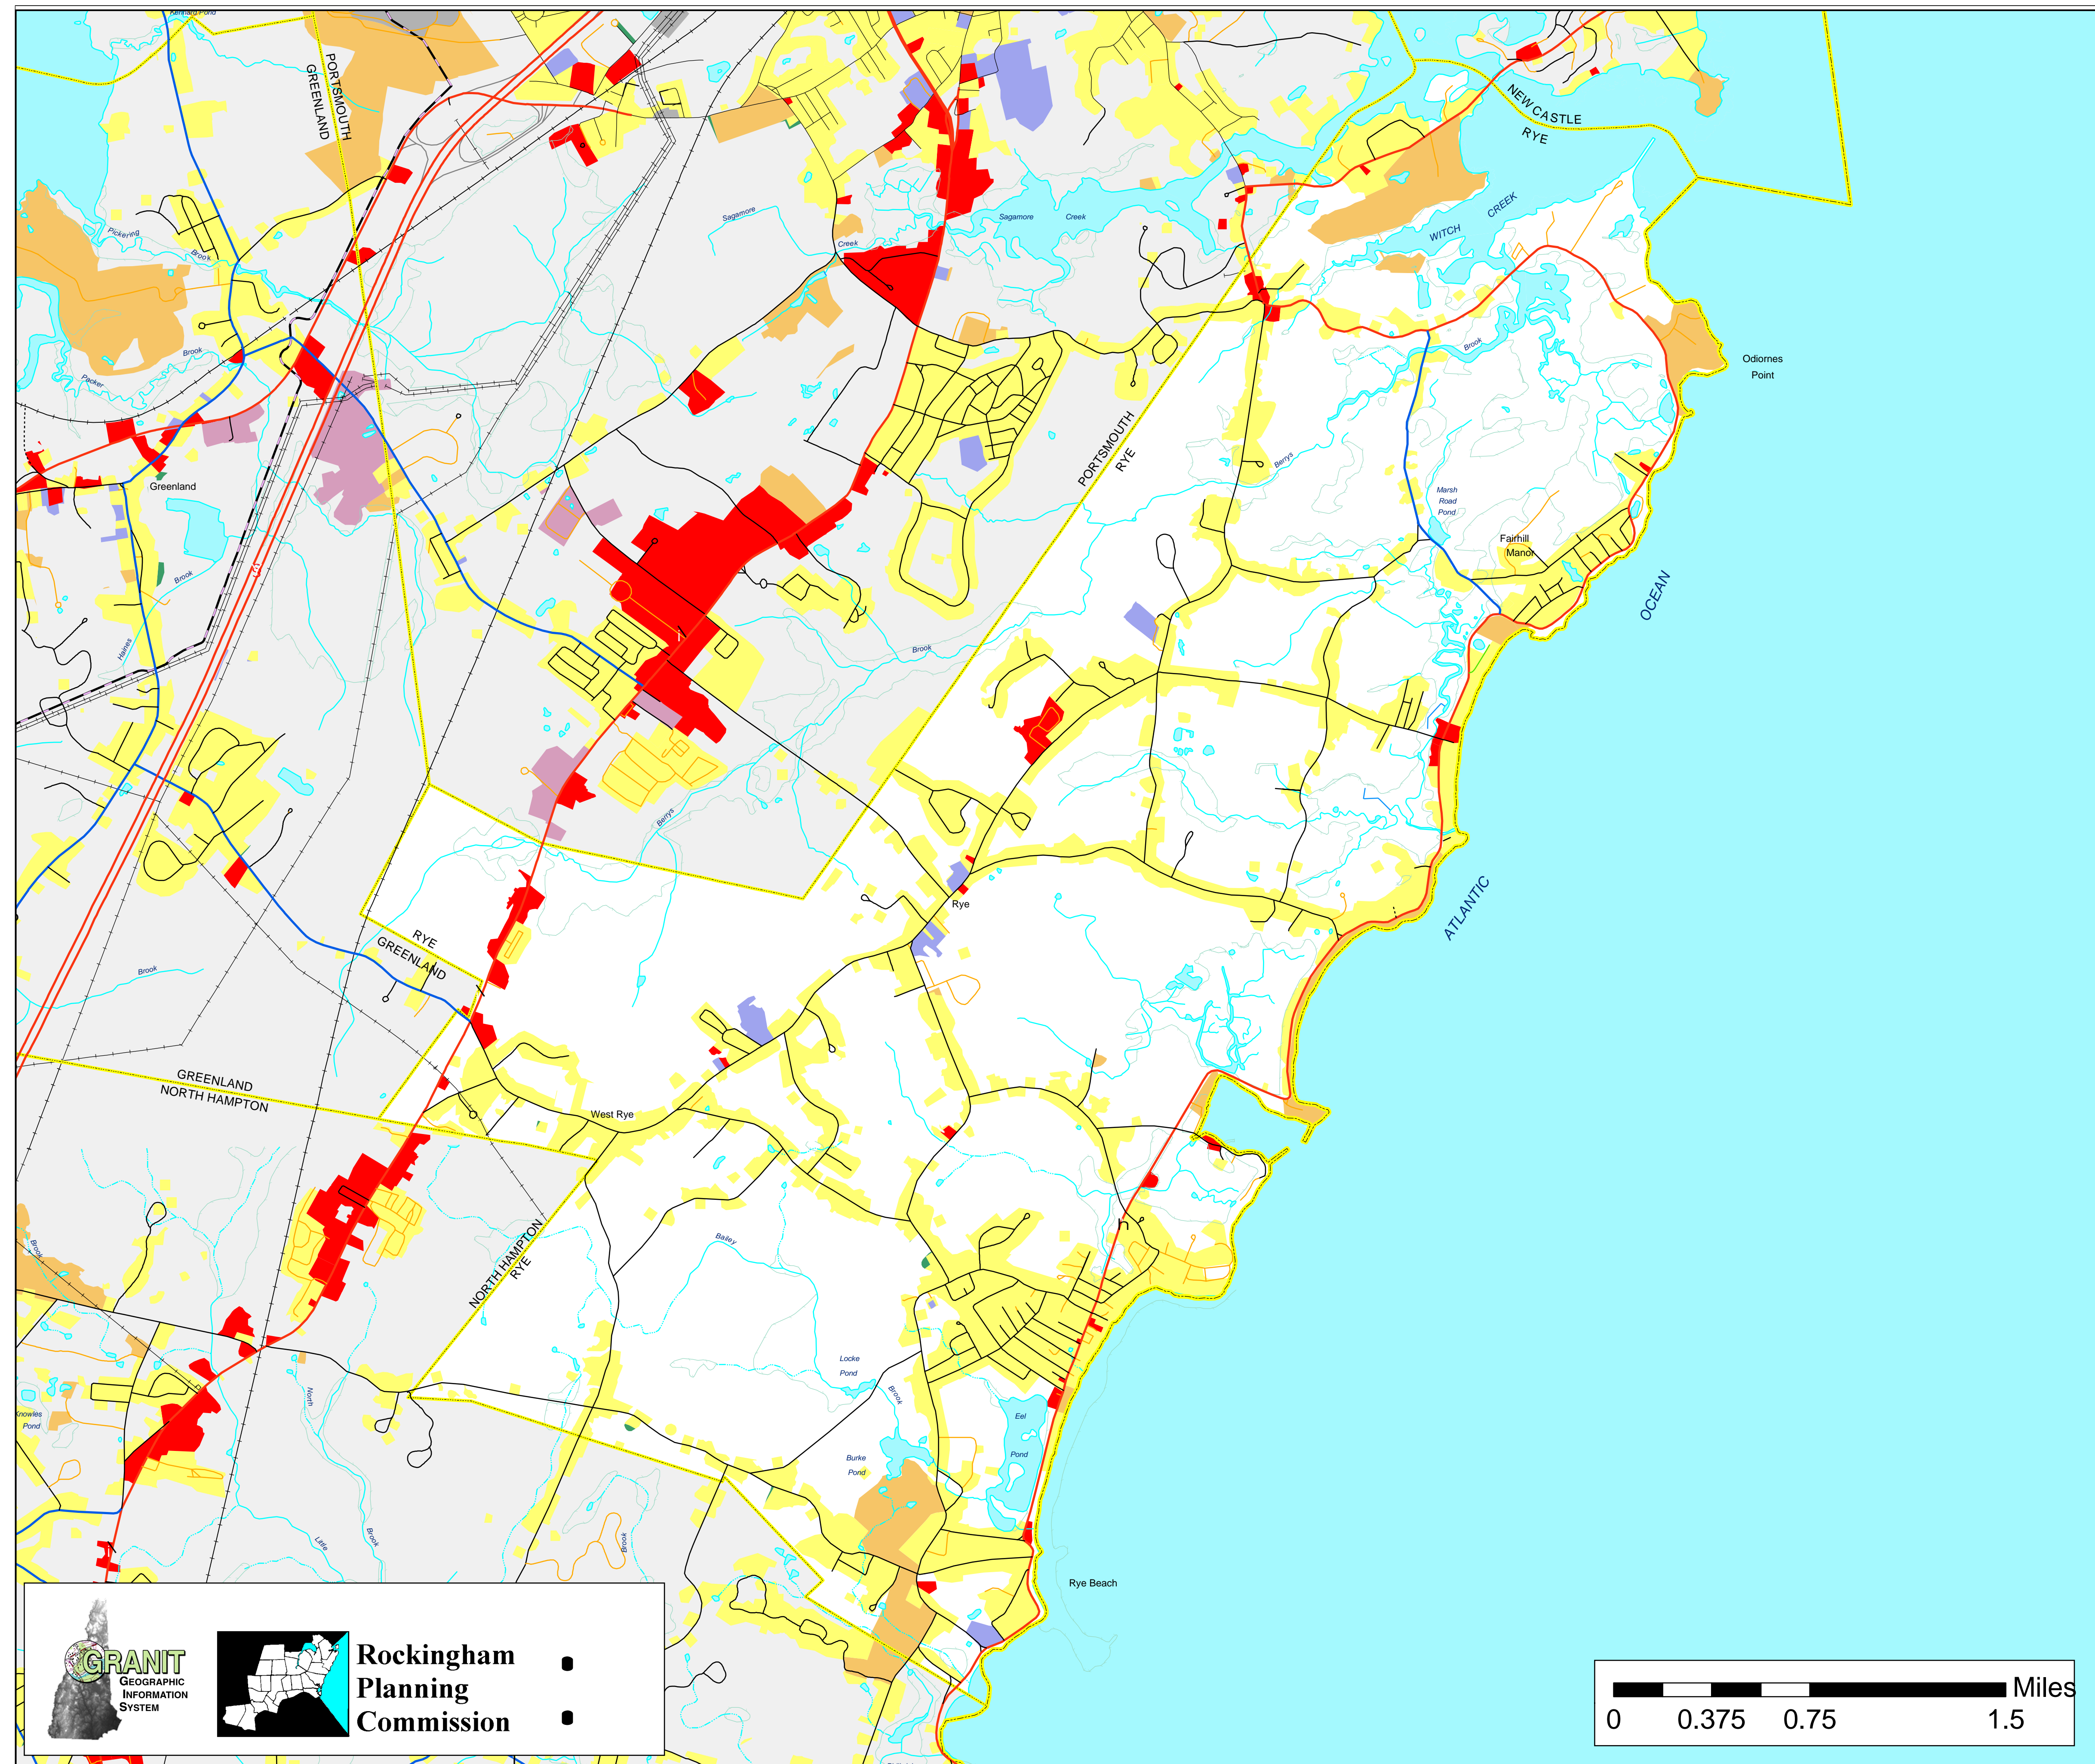 Kennard Pond
PORTSMOUTH
GREENLAND
NEW CASTLE
RYE
Pickering
Brook
Sagamore
Creek
Sagamore Creek
WITCH
CREEK
Brook
Packer
Brook
Odiornes
Point
PORTSMOUTH
RYE
Berrys
Greenland
Marsh
Road
Pond
Fairhill
Manor
Brook
OCEAN
Haines
Brook
Berrys
Rye
ATLANTIC
RYE
GREENLAND
Brook
GREENLAND
NORTH HAMPTON
West Rye
NORTH HAMPTON
RYE
Bailey
Brook
Locke
Pond
Brook
North
Knowles
Pond
Eel
Pond
Burke
Pond
Little
Brook
Brook
Rye Beach
GRANIT
GEOGRAPHIC
INFORMATION
SYSTEM
Rockingham
Planning
Commission
Miles
0 0.375 0.75 1.5